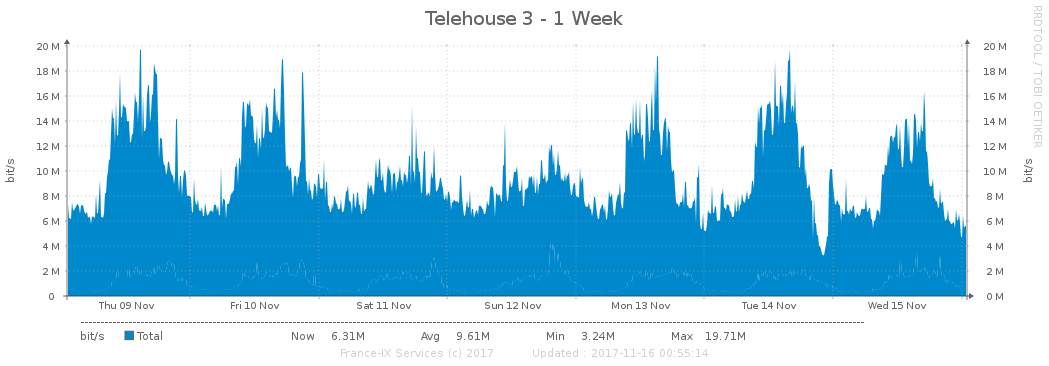 Telehouse 3 - 1 Week
RRDTOOL / TOBI OETIKER
20 M 20 M
18 M 18 M
16 M 16 M
14 M 14 M
12 M 12 M
10 M 10 M
8 M 8 M
6 M 6 M
4 M 4 M
2 M 2 M
0 0 M
bit/s bit/s
Thu 09 Nov Fri 10 Nov Sat 11 Nov Sun 12 Nov Mon 13 Nov Tue 14 Nov Wed 15 Nov
bit/s Total Now 6.31M Avg 9.61M Min 3.24M Max 19.71M
France-IX Services (c) 2017 Updated : 2017-11-16 00:55:14